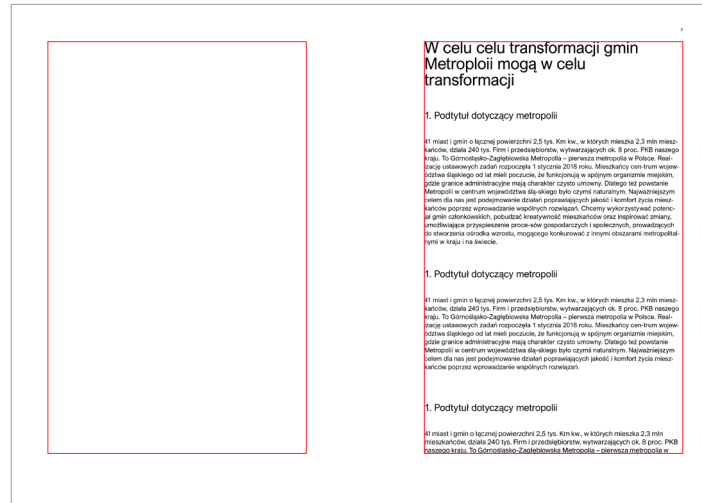 2
W celu celu transformacji gmin
Metroploii mogą w celu
transformacji
1. Podtytuł dotyczący metropolii
41 miast i gmin o łącznej powierzchni 2,5 tys. Km kw., w których mieszka 2,3 mln miesz-
kańców, działa 240 tys. Firm i przedsiębiorstw, wytwarzających ok. 8 proc. PKB naszego
kraju. To Górnośląsko-Zagłębiowska Metropolia – pierwsza metropolia w Polsce. Real-
izację ustawowych zadań rozpoczęła 1 stycznia 2018 roku. Mieszkańcy cen-trum wojew-
ództwa śląskiego od lat mieli poczucie, że funkcjonują w spójnym organizmie miejskim,
gdzie granice administracyjne mają charakter czysto umowny. Dlatego też powstanie
Metropolii w centrum województwa ślą-skiego było czymś naturalnym. Najważniejszym
celem dla nas jest podejmowanie działań poprawiających jakość i komfort życia miesz-
kańców poprzez wprowadzanie wspólnych rozwiązań. Chcemy wykorzystywać potenc-
jał gmin członkowskich, pobudzać kreatywność mieszkańców oraz inspirować zmiany,
umożliwiające przyspieszenie proce-sów gospodarczych i społecznych, prowadzących
do stworzenia ośrodka wzrostu, mogącego konkurować z innymi obszarami metropolital-
nymi w kraju i na świecie.
1. Podtytuł dotyczący metropolii
41 miast i gmin o łącznej powierzchni 2,5 tys. Km kw., w których mieszka 2,3 mln miesz-
kańców, działa 240 tys. Firm i przedsiębiorstw, wytwarzających ok. 8 proc. PKB naszego
kraju. To Górnośląsko-Zagłębiowska Metropolia – pierwsza metropolia w Polsce. Real-
izację ustawowych zadań rozpoczęła 1 stycznia 2018 roku. Mieszkańcy cen-trum wojew-
ództwa śląskiego od lat mieli poczucie, że funkcjonują w spójnym organizmie miejskim,
gdzie granice administracyjne mają charakter czysto umowny. Dlatego też powstanie
Metropolii w centrum województwa ślą-skiego było czymś naturalnym. Najważniejszym
celem dla nas jest podejmowanie działań poprawiających jakość i komfort życia miesz-
kańców poprzez wprowadzanie wspólnych rozwiązań.
1. Podtytuł dotyczący metropolii
41 miast i gmin o łącznej powierzchni 2,5 tys. Km kw., w których mieszka 2,3 mln
mieszkańców, działa 240 tys. Firm i przedsiębiorstw, wytwarzających ok. 8 proc. PKB
naszego kraju. To Górnośląsko-Zagłębiowska Metropolia – pierwsza metropolia w